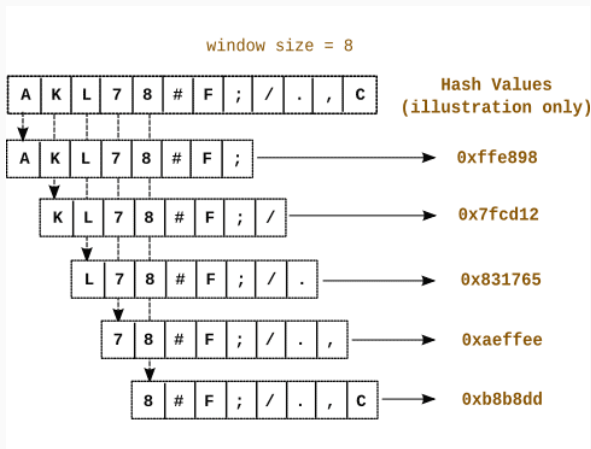 window size = 8
Hash Values
(illustration only)
A K L 7 8 # F ; / . , C
A K L 7 8 # F ; 0xffe898
K L 7 8 # F ; / 0x7fcd12
L 7 8 # F ; / . 0x831765
7 8 # F ; / . , 0xaeffee
8 # F ; / . , C 0xb8b8dd